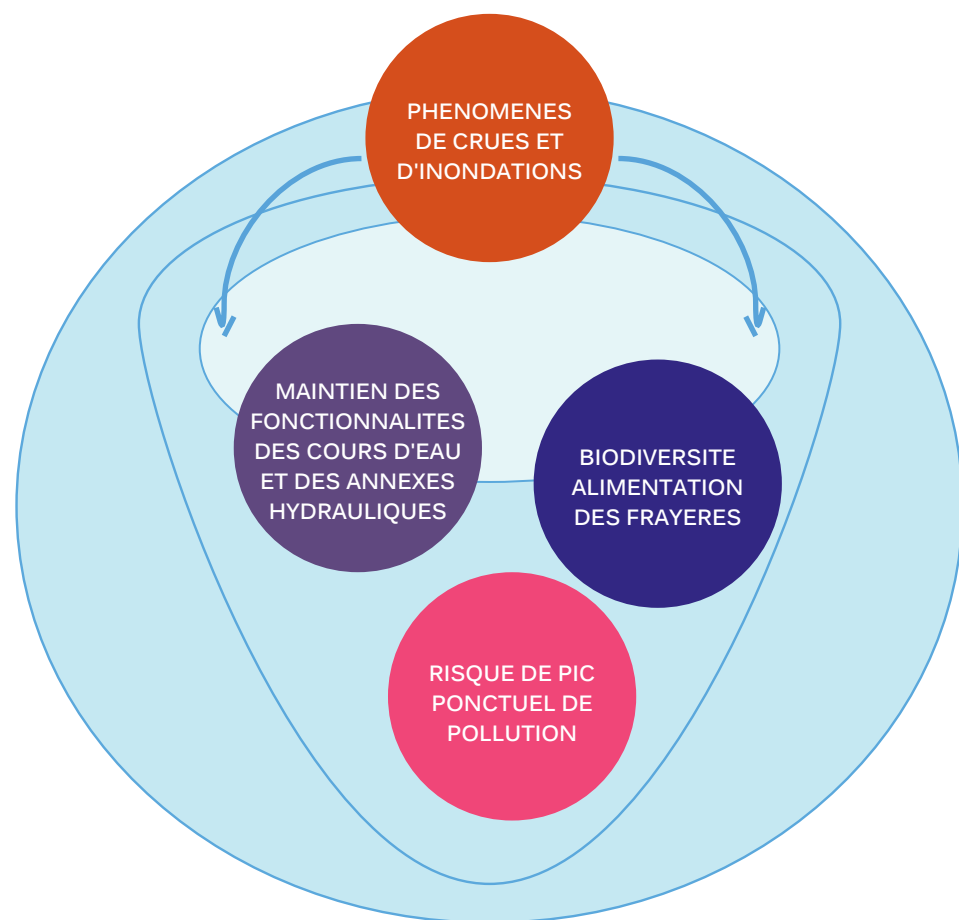 PHENOMENES
DE CRUES ET
D'INONDATIONS
MAINTIEN DES
FONCTIONNALITES
DES COURS D'EAU
ET DES ANNEXES
HYDRAULIQUES
BIODIVERSITE
ALIMENTATION
DES FRAYERES
RISQUE DE PIC
PONCTUEL DE
POLLUTION